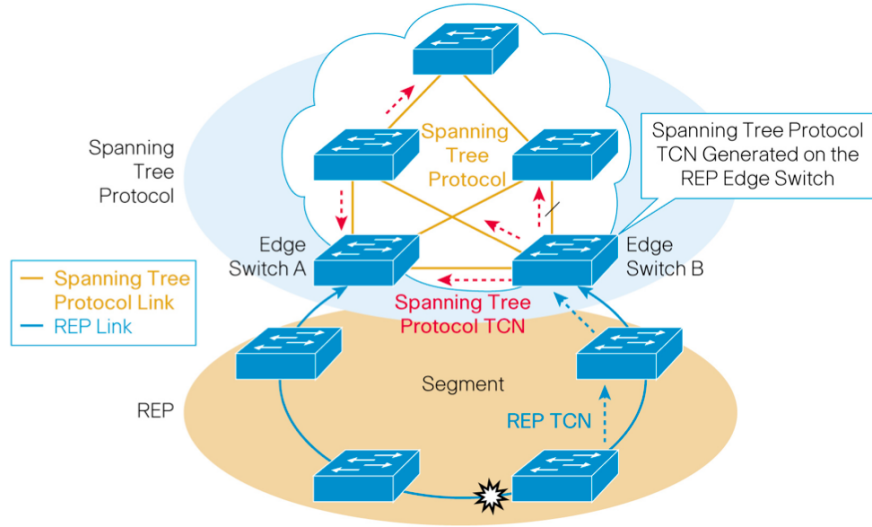 Spanning
Tree
Protocol
Spanning Tree Protocol
TCN Generated on the
REP Edge Switch
Spanning
Tree
Protocol
Edge
Switch A
Edge
Switch B
Spanning Tree
Protocol Link
REP Link
Spanning Tree
Protocol TCN
Segment
REP
REP TCN